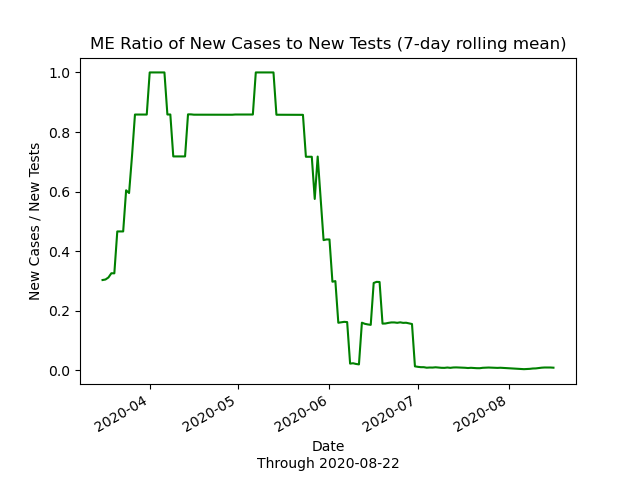 ME Ratio of New Cases to New Tests (7-day rolling mean)
New Cases / New Tests
1.0
0.8
0.6
0.4
0.2
0.0
2020-04
2020-05
2020-06
2020-07
2020-08
Date
Through 2020-08-22